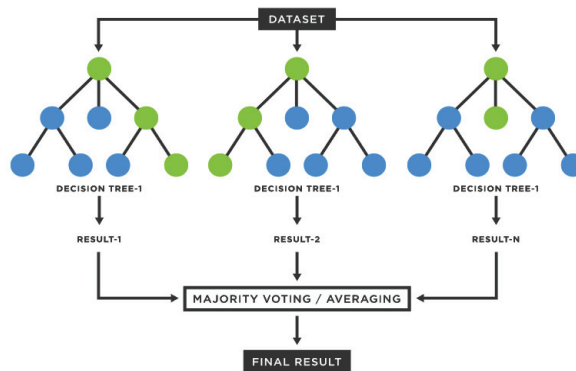 DATASET
DECISION TREE-1
DECISION TREE-1
DECISION TREE-1
RESULT-1
RESULT-2
RESULT-N
MAJORITY VOTING / AVERAGING
FINAL RESULT